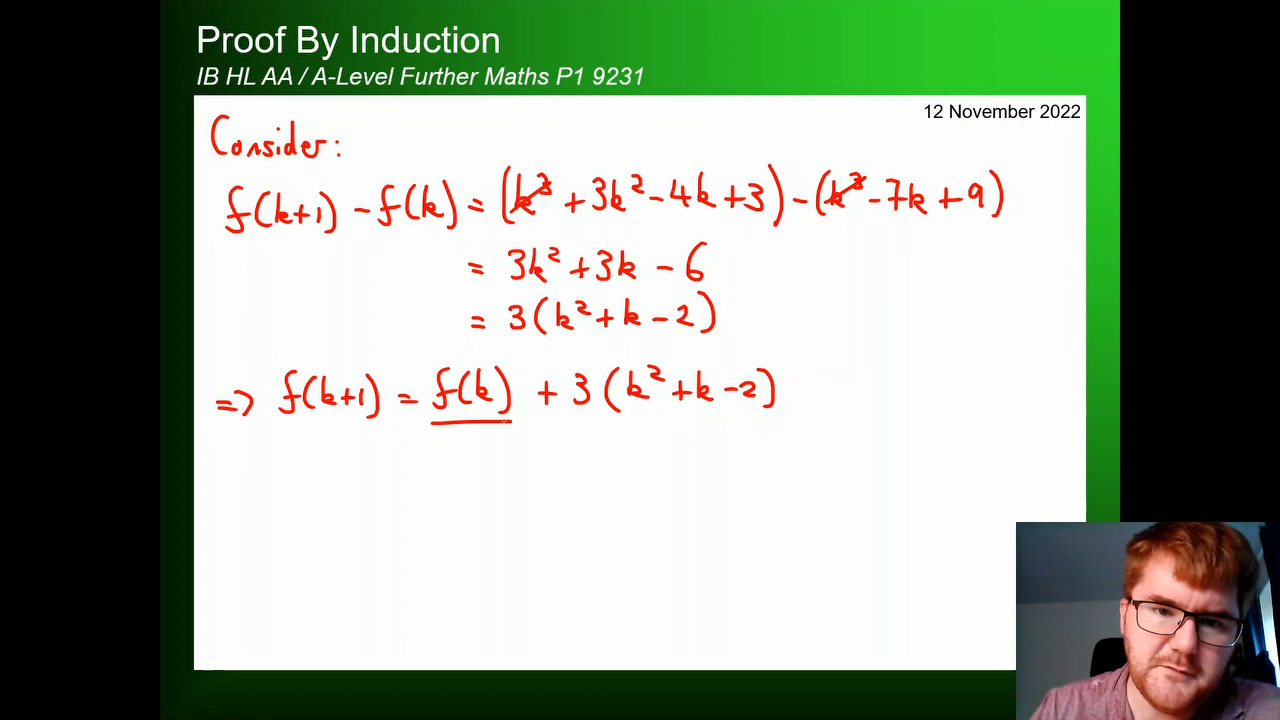 Proof By Induction
IB HL AA / A-Level Further Maths P1 9231
12 November 2022
Consider:
f(k+1) - f(k) = (k³ + 3k² - 4k + 3) - (k³ - 7k + 9)
= 3k² + 3k - 6
= 3(k² + k - 2)
=> f(k+1) = f(k) + 3(k² + k - 2)